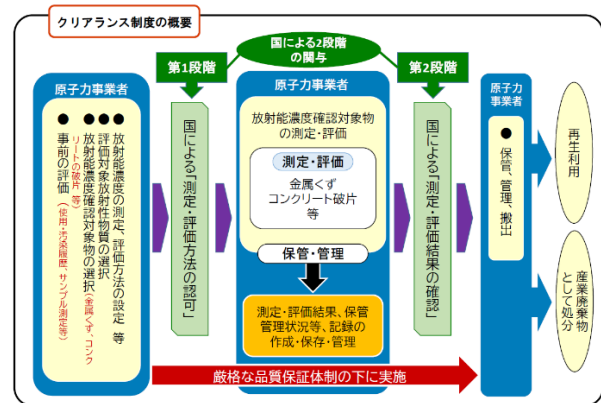 クリアランス制度の概要
国による2段階
の関与
第1段階
第2段階
原子力事業者
●事前の評価(使用・汚染履歴、サンプル測定等)
●放射能濃度確認対象物の選択(金属くず、コンク
リートの破片 等)
●評価対象放射性物質の選択
●放射能濃度の測定、評価方法の設定 等
国による「測定・評価方法の認可」
原子力事業者
放射能濃度確認対象物
の測定・評価
測定・評価
金属くず
コンクリート破片
等
保管・管理
測定・評価結果、保管
管理状況等、記録の
作成・保存・管理
国による「測定・評価結果の確認」
原子力
事業者
●保管、管理、搬出
再生利用
産業廃棄物
として処分
厳格な品質保証体制の下に実施